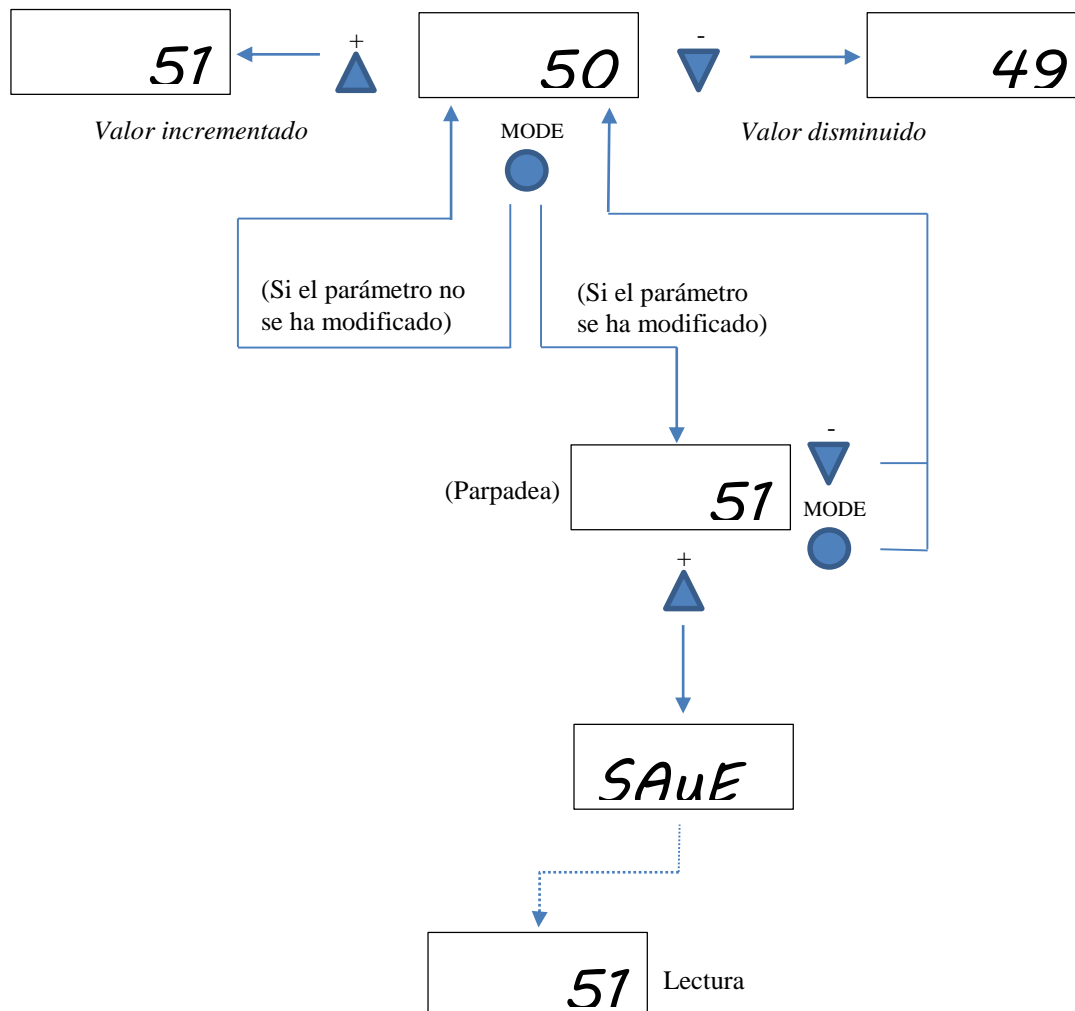 51
+
50
-
49
Valor incrementado
MODE
Valor disminuido
(Si el parámetro no
se ha modificado)
(Si el parámetro
se ha modificado)
(Parpadea)
51
-
MODE
+
SAuE
51
Lectura